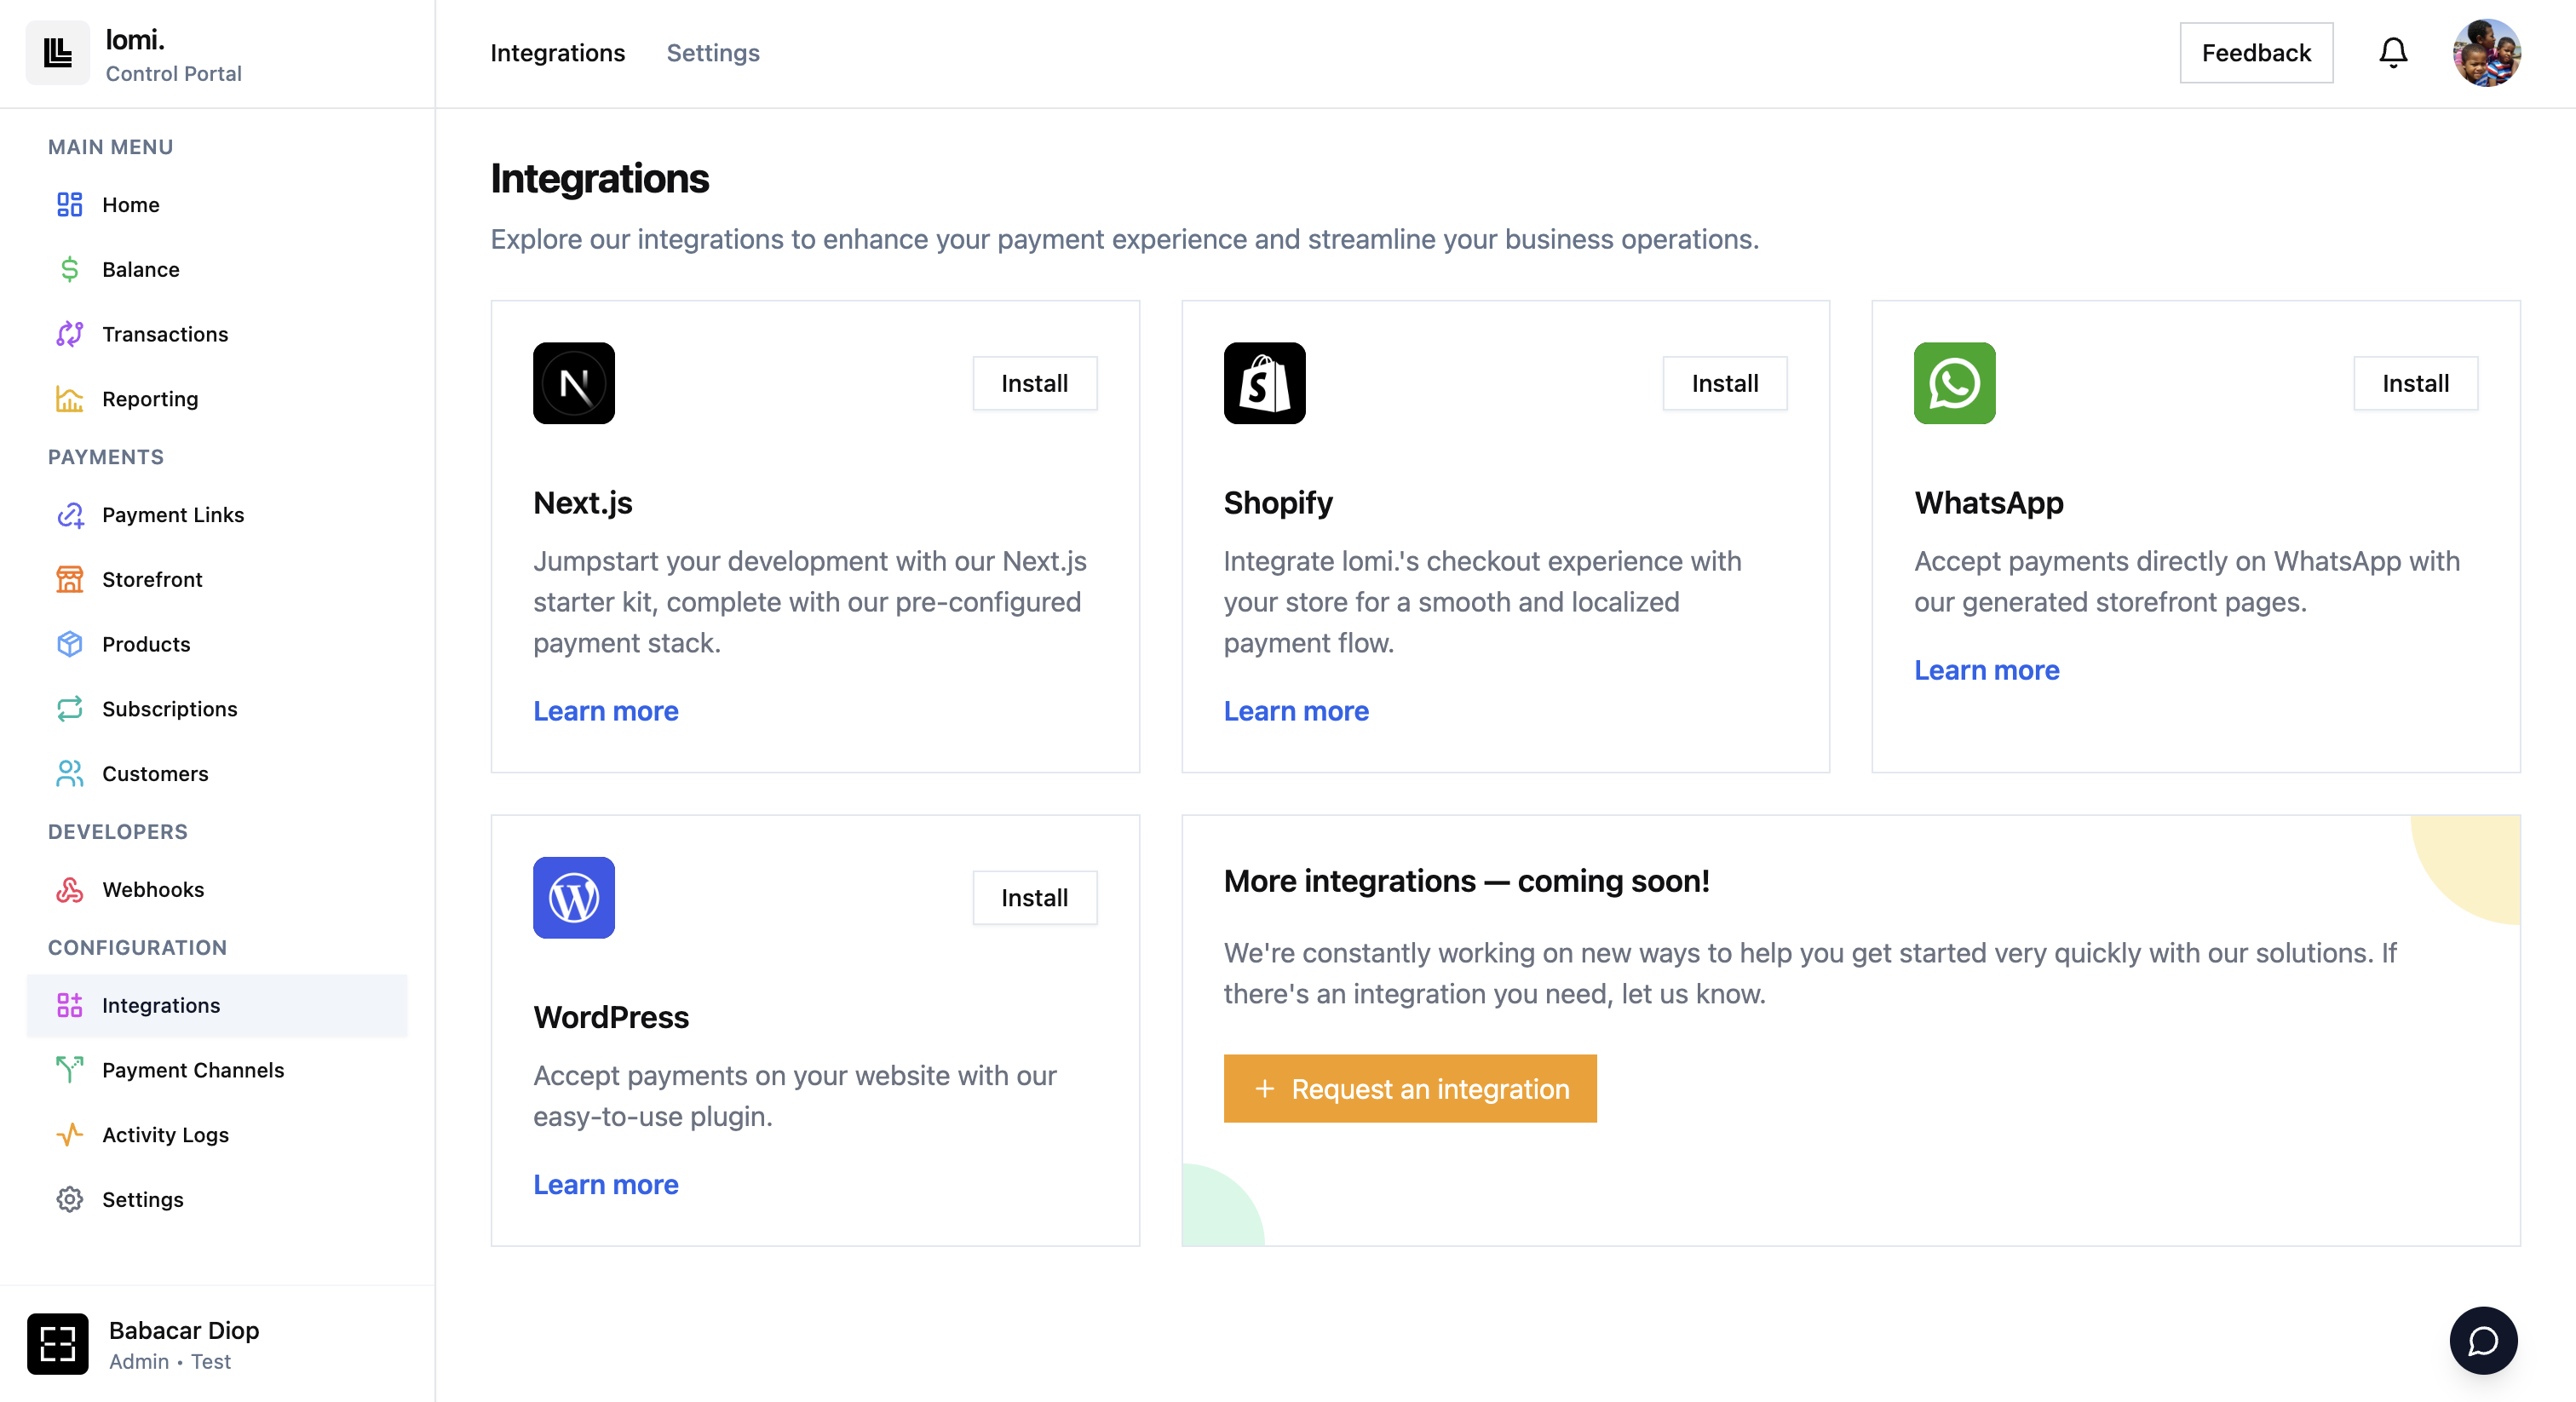 lomi.
Control Portal
MAIN MENU
Home
Balance
Transactions
Reporting
PAYMENTS
Payment Links
Storefront
Products
Subscriptions
Customers
DEVELOPERS
Webhooks
CONFIGURATION
Integrations
Payment Channels
Activity Logs
Settings
Babacar Diop
Admin • Test
Integrations
Settings
Feedback
Integrations
Explore our integrations to enhance your payment experience and streamline your business operations.
Install
Next.js
Jumpstart your development with our Next.js
starter kit, complete with our pre-configured
payment stack.
Learn more
Install
Shopify
Integrate lomi.'s checkout experience with
your store for a smooth and localized
payment flow.
Learn more
Install
WhatsApp
Accept payments directly on WhatsApp with
our generated storefront pages.
Learn more
Install
WordPress
Accept payments on your website with our
easy-to-use plugin.
Learn more
More integrations — coming soon!
We're constantly working on new ways to help you get started very quickly with our solutions. If
there's an integration you need, let us know.
+ Request an integration